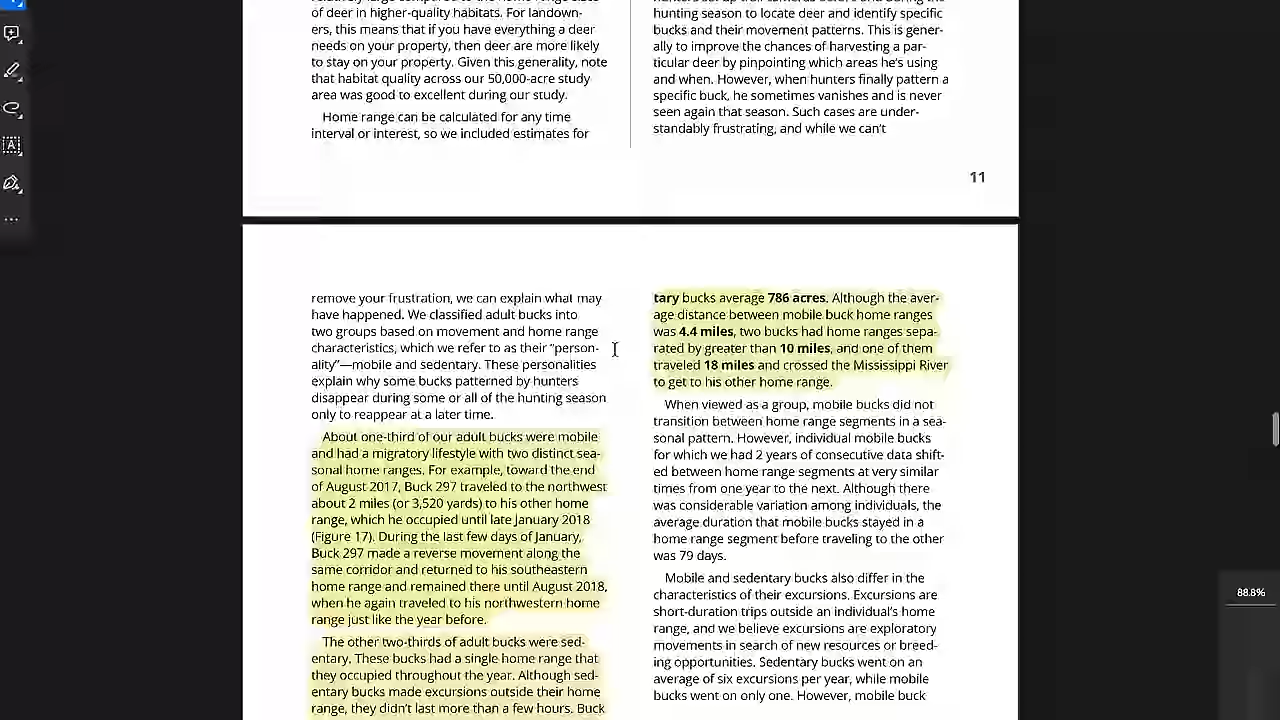 of deer in higher-quality habitats. For landown-
ers, this means that if you have everything a deer
needs on your property, then deer are more likely
to stay on your property. Given this generality, note
that habitat quality across our 50,000-acre study
area was good to excellent during our study.
Home range can be calculated for any time
interval or interest, so we included estimates for
hunting season to locate deer and identify specific
bucks and their movement patterns. This is gener-
ally to improve the chances of harvesting a par-
ticular deer by pinpointing which areas he's using
and when. However, when hunters finally pattern a
specific buck, he sometimes vanishes and is never
seen again that season. Such cases are under-
standably frustrating, and while we can't
11
remove your frustration, we can explain what may
have happened. We classified adult bucks into
two groups based on movement and home range
characteristics, which we refer to as their "person-
ality"—mobile and sedentary. These personalities
explain why some bucks patterned by hunters
disappear during some or all of the hunting season
only to reappear at a later time.
About one-third of our adult bucks were mobile
and had a migratory lifestyle with two distinct sea-
sonal home ranges. For example, toward the end
of August 2017, Buck 297 traveled to the northwest
about 2 miles (or 3,520 yards) to his other home
range, which he occupied until late January 2018
(Figure 17). During the last few days of January,
Buck 297 made a reverse movement along the
same corridor and returned to his southeastern
home range and remained there until August 2018,
when he again traveled to his northwestern home
range just like the year before.
The other two-thirds of adult bucks were sed-
entary. These bucks had a single home range that
they occupied throughout the year. Although sed-
entary bucks made excursions outside their home
range, they didn't last more than a few hours. Buck
tary bucks average 786 acres. Although the aver-
age distance between mobile buck home ranges
was 4.4 miles, two bucks had home ranges sepa-
rated by greater than 10 miles, and one of them
traveled 18 miles and crossed the Mississippi River
to get to his other home range.
When viewed as a group, mobile bucks did not
transition between home range segments in a sea-
sonal pattern. However, individual mobile bucks
for which we had 2 years of consecutive data shift-
ed between home range segments at very similar
times from one year to the next. Although there
was considerable variation among individuals, the
average duration that mobile bucks stayed in a
home range segment before traveling to the other
was 79 days.
Mobile and sedentary bucks also differ in the
characteristics of their excursions. Excursions are
short-duration trips outside an individual's home
range, and we believe excursions are exploratory
movements in search of new resources or breed-
ing opportunities. Sedentary bucks went on an
average of six excursions per year, while mobile
bucks went on only one. However, mobile buck
88.8%